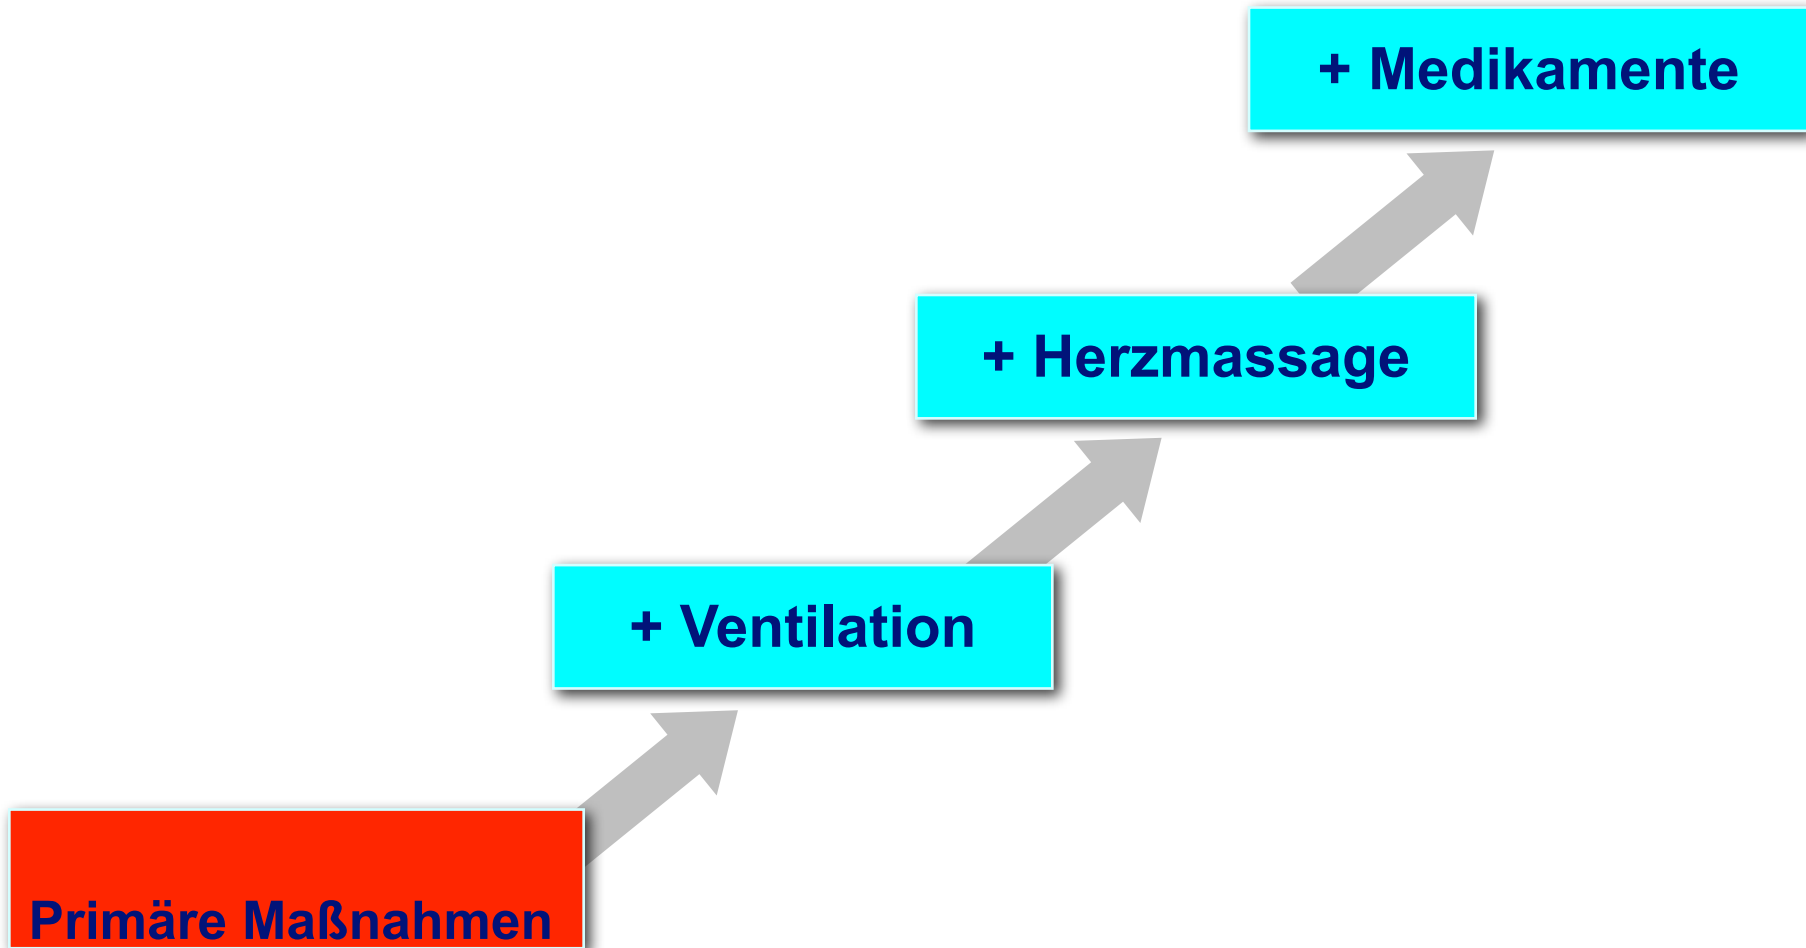 + Medikamente
+ Herzmassage
+ Ventilation
Primäre Maßnahmen